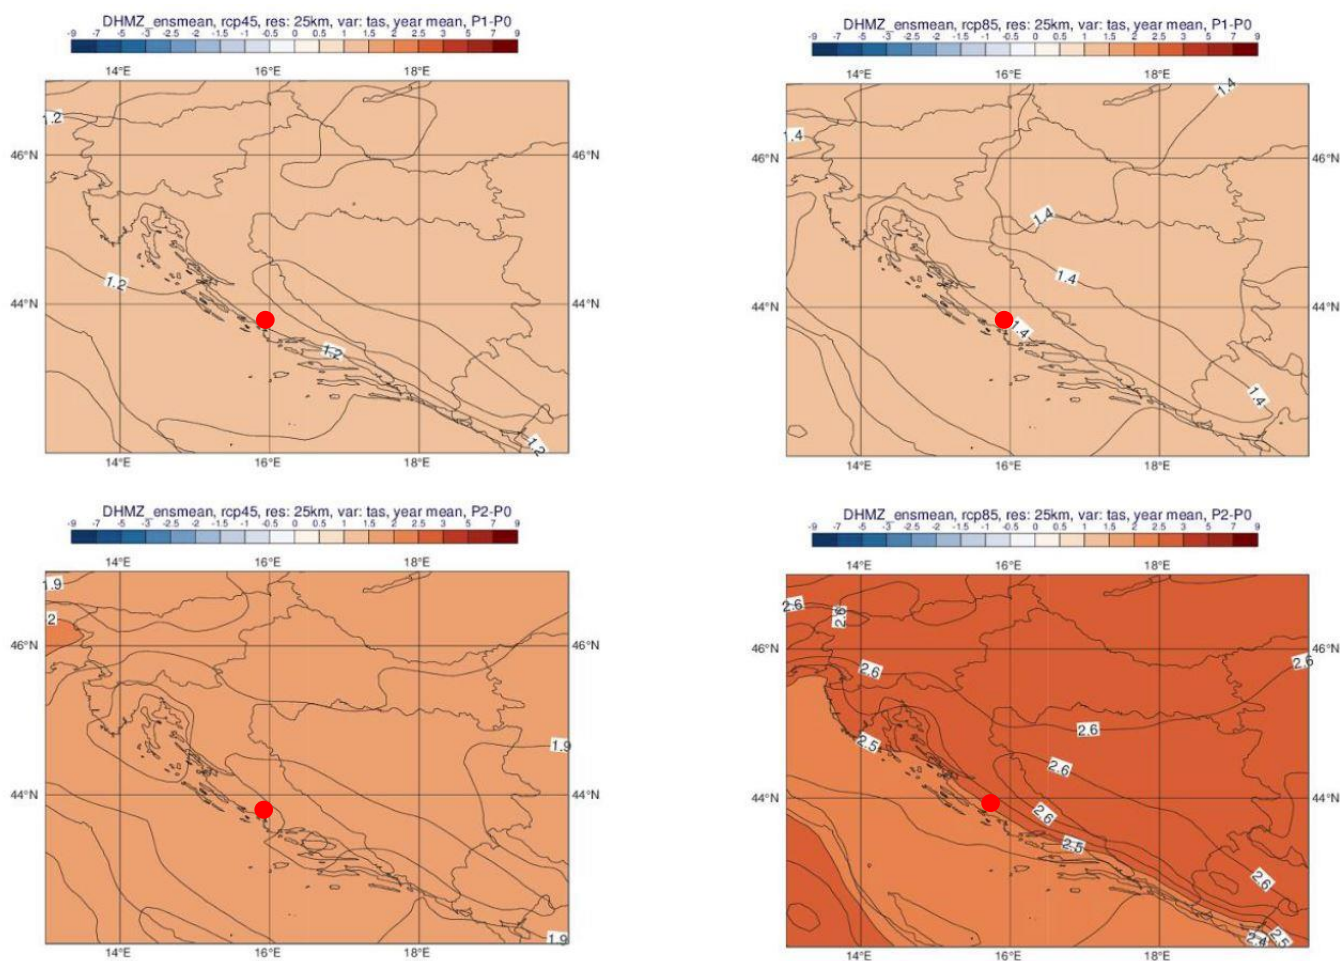 DHMZ_ensmean, rcp45, res: 25km, var: tas, year mean, P1-P0
-9 -7 -5 -3 -2.5 -2 -1.5 -1 -0.5 0 0.5 1 1.5 2 2.5 3 5 7 9
14°E 16°E 18°E
1.2
46°N 46°N
1.2
44°N 44°N
1.2
1.2
14°E 16°E 18°E
DHMZ_ensmean, rcp85, res: 25km, var: tas, year mean, P1-P0
-9 -7 -5 -3 -2.5 -2 -1.5 -1 -0.5 0 0.5 1 1.5 2 2.5 3 5 7 9
14°E 16°E 18°E
1.4
1.4
46°N 46°N
1.4
1.4
44°N 44°N
1.4
1.4
14°E 16°E 18°E
DHMZ_ensmean, rcp45, res: 25km, var: tas, year mean, P2-P0
-9 -7 -5 -3 -2.5 -2 -1.5 -1 -0.5 0 0.5 1 1.5 2 2.5 3 5 7 9
14°E 16°E 18°E
1.9
2
46°N 46°N
1.9
44°N 44°N
1.9
14°E 16°E 18°E
DHMZ_ensmean, rcp85, res: 25km, var: tas, year mean, P2-P0
-9 -7 -5 -3 -2.5 -2 -1.5 -1 -0.5 0 0.5 1 1.5 2 2.5 3 5 7 9
14°E 16°E 18°E
2.6
2.6
46°N 46°N
2.6 2.6
2.6
2.5
2.6
44°N 44°N
2.6
2.5
2.6
2.5
2.4
14°E 16°E 18°E